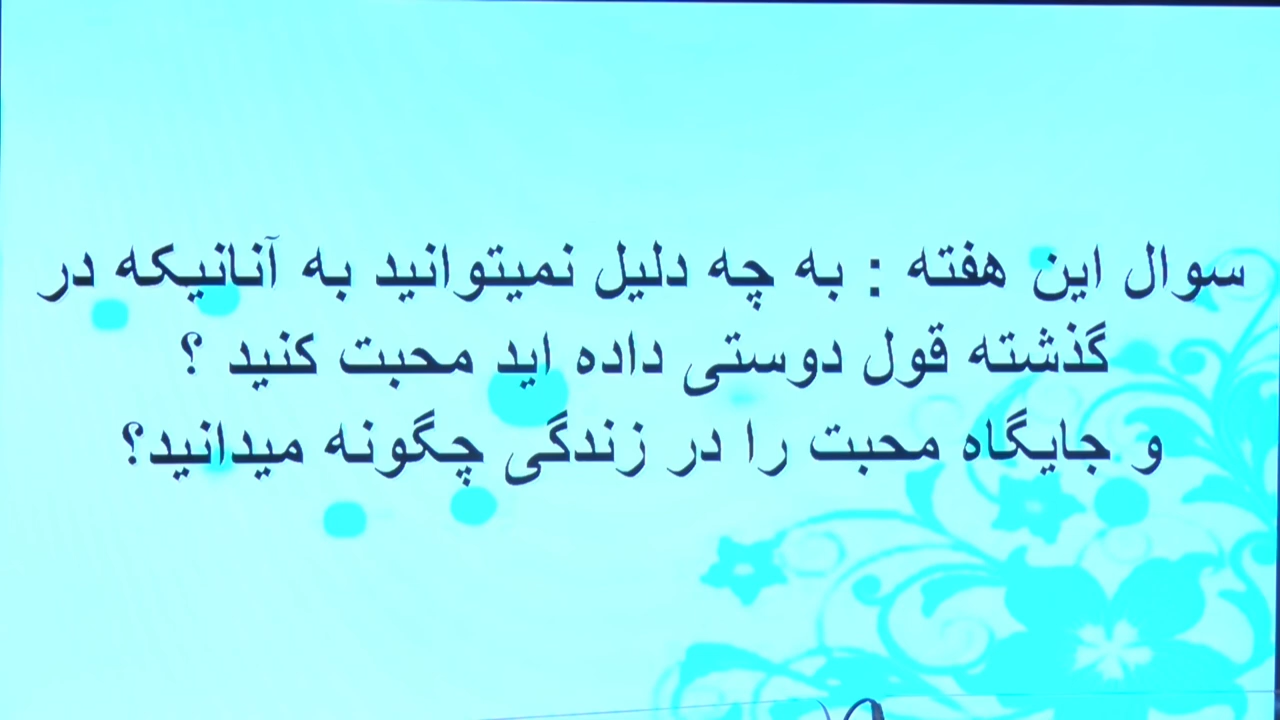 سوال این هفته : به چه دلیل نمیتوانید به آنانیکه در
گذشته قول دوستی داده اید محبت کنید ؟
و جایگاه محبت را در زندگی چگونه میدانید؟